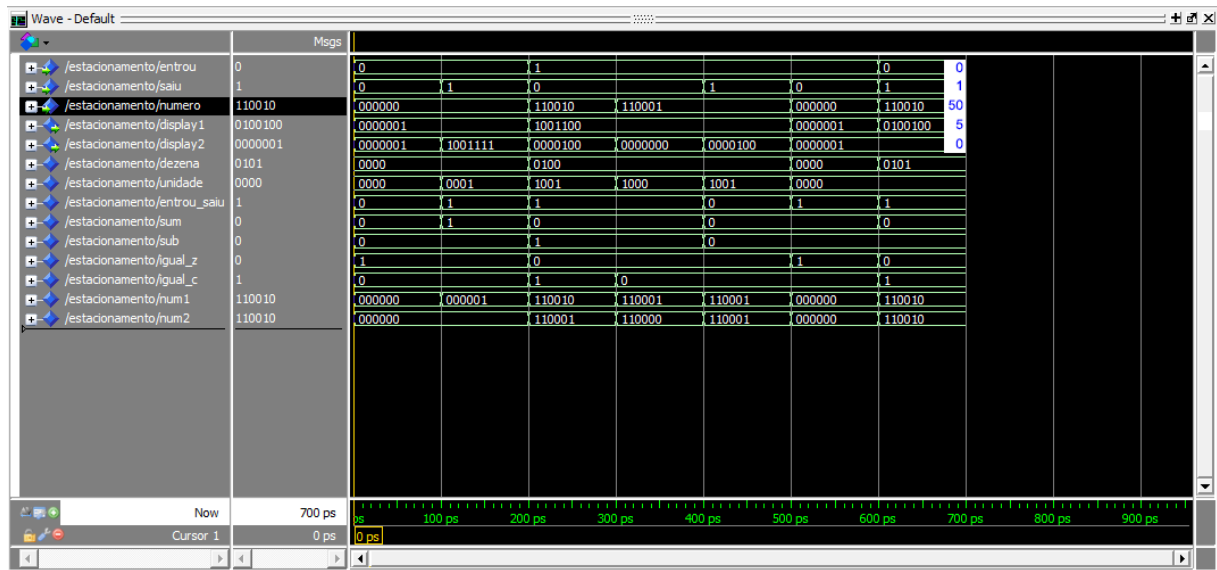 Wave - Default
Msgs
/estacionamento/entrou 0 0 1 0 0
/estacionamento/saiu 1 0 1 0 1 0 1 1
/estacionamento/numero 110010 000000 110010 110001 000000 110010 50
/estacionamento/display1 0100100 0000001 1001100 0000001 0100100 5
/estacionamento/display2 0000001 0000001 1001111 0000100 0000000 0000100 0000001 0
/estacionamento/dezena 0101 0000 0100 0000 0101
/estacionamento/unidade 0000 0000 0001 1001 1000 1001 0000
/estacionamento/entrou_saiu 1 0 1 1 0 1 1
/estacionamento/sum 0 0 1 0 0 0
/estacionamento/sub 0 0 1 0
/estacionamento/igual_z 0 1 0 1 0
/estacionamento/igual_c 1 0 1 0 1
/estacionamento/num1 110010 000000 000001 110010 110001 110001 000000 110010
/estacionamento/num2 110010 000000 110001 110000 110001 000000 110010
Now 700 ps ps 100 ps 200 ps 300 ps 400 ps 500 ps 600 ps 700 ps 800 ps 900 ps
Cursor 1 0 ps 0 ps